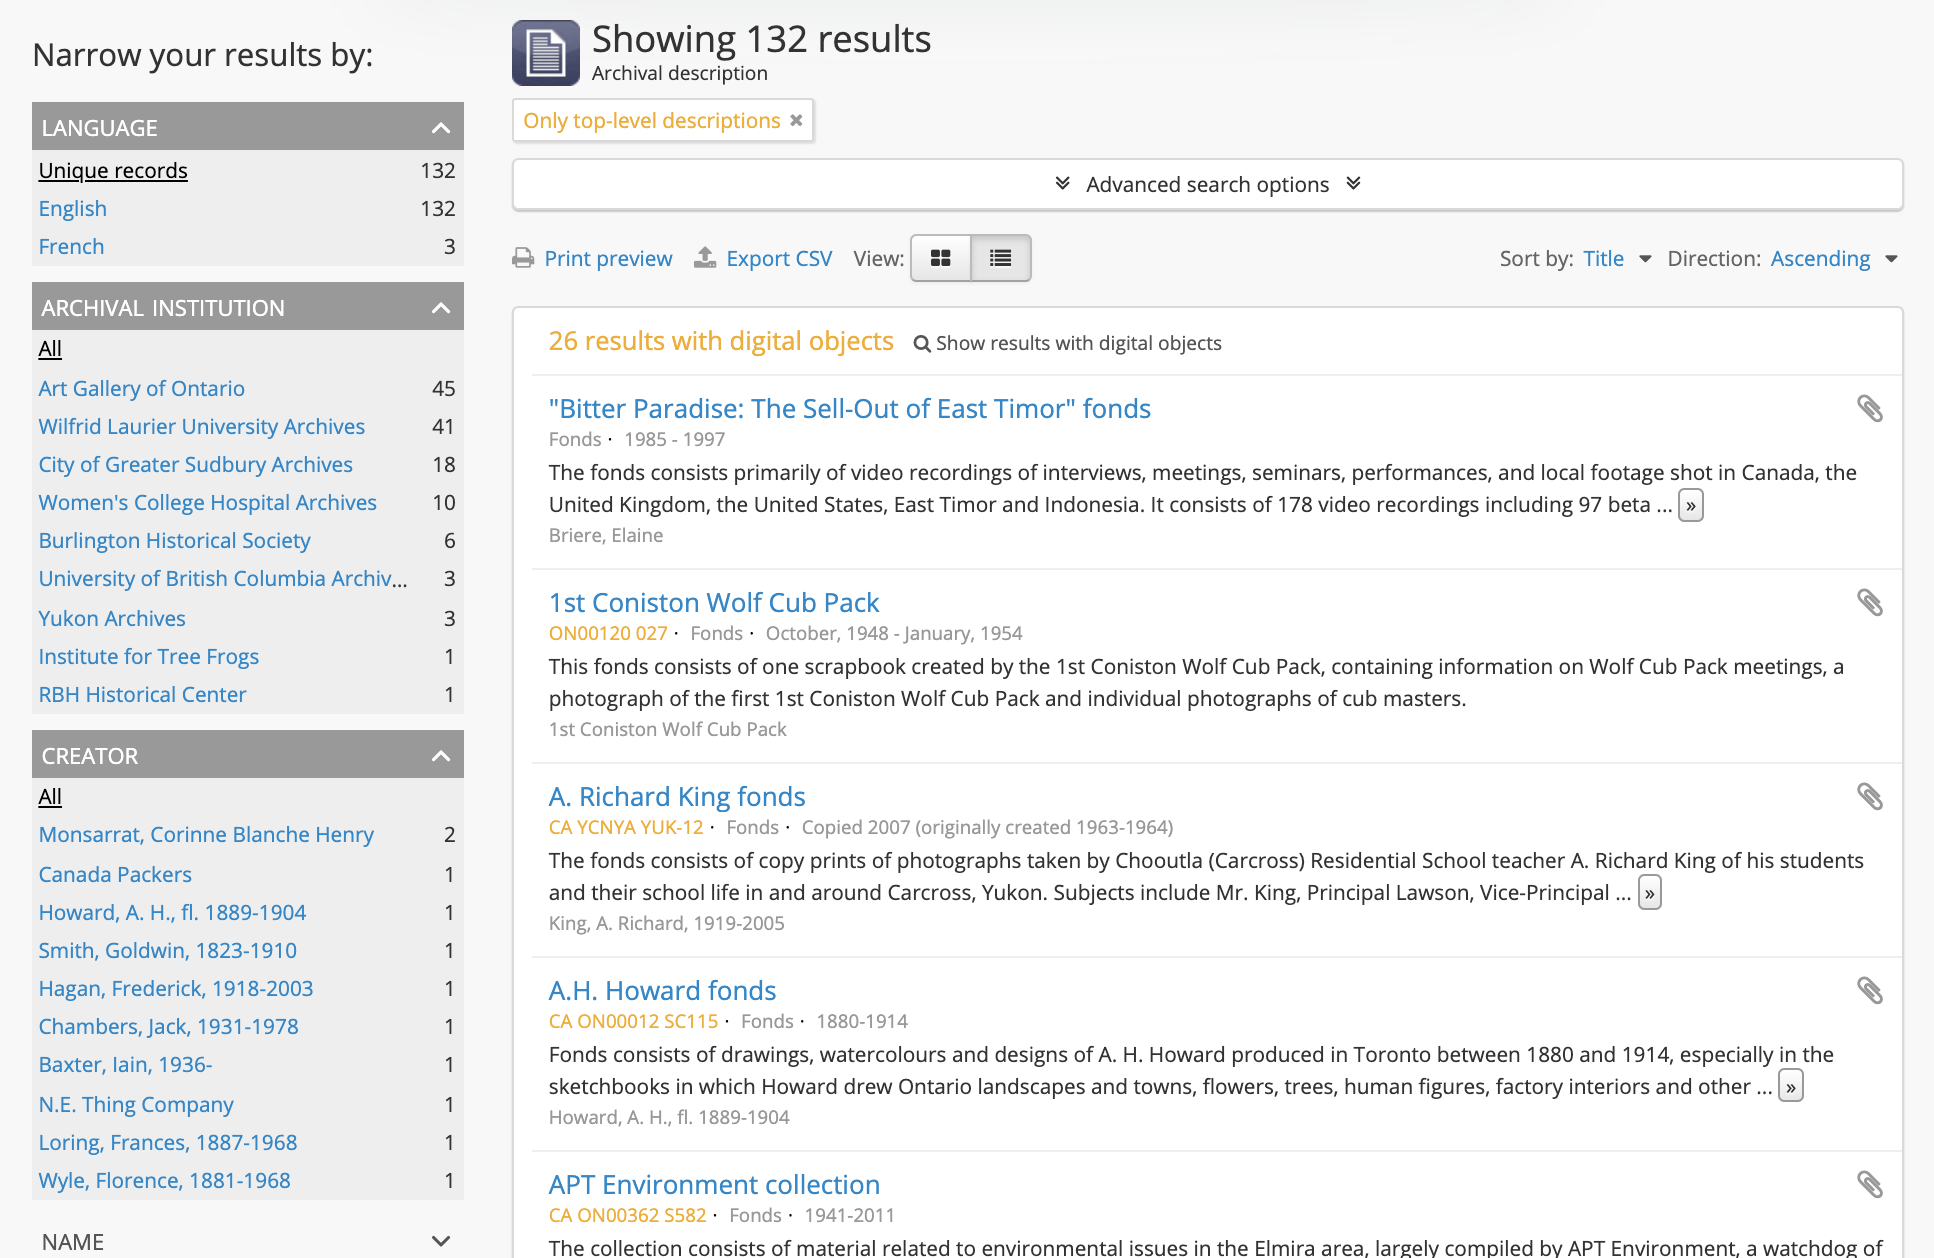 Narrow your results by:
LANGUAGE
Unique records 132
English 132
French 3
ARCHIVAL INSTITUTION
All
Art Gallery of Ontario 45
Wilfrid Laurier University Archives 41
City of Greater Sudbury Archives 18
Women's College Hospital Archives 10
Burlington Historical Society 6
University of British Columbia Archiv... 3
Yukon Archives 3
Institute for Tree Frogs 1
RBH Historical Center 1
CREATOR
All
Monsarrat, Corinne Blanche Henry 2
Canada Packers 1
Howard, A. H., fl. 1889-1904 1
Smith, Goldwin, 1823-1910 1
Hagan, Frederick, 1918-2003 1
Chambers, Jack, 1931-1978 1
Baxter, Iain, 1936- 1
N.E. Thing Company 1
Loring, Frances, 1887-1968 1
Wyle, Florence, 1881-1968 1
NAME
Showing 132 results
Archival description
Only top-level descriptions ×
Advanced search options
Print preview Export CSV View: Sort by: Title Direction: Ascending
26 results with digital objects Show results with digital objects
"Bitter Paradise: The Sell-Out of East Timor" fonds
Fonds · 1985 - 1997
The fonds consists primarily of video recordings of interviews, meetings, seminars, performances, and local footage shot in Canada, the
United Kingdom, the United States, East Timor and Indonesia. It consists of 178 video recordings including 97 beta ... »
Briere, Elaine
1st Coniston Wolf Cub Pack
ON00120 027 · Fonds · October, 1948 - January, 1954
This fonds consists of one scrapbook created by the 1st Coniston Wolf Cub Pack, containing information on Wolf Cub Pack meetings, a
photograph of the first 1st Coniston Wolf Cub Pack and individual photographs of cub masters.
1st Coniston Wolf Cub Pack
A. Richard King fonds
CA YCNYA YUK-12 · Fonds · Copied 2007 (originally created 1963-1964)
The fonds consists of copy prints of photographs taken by Chooutla (Carcross) Residential School teacher A. Richard King of his students
and their school life in and around Carcross, Yukon. Subjects include Mr. King, Principal Lawson, Vice-Principal ... »
King, A. Richard, 1919-2005
A.H. Howard fonds
CA ON00012 SC115 · Fonds · 1880-1914
Fonds consists of drawings, watercolours and designs of A. H. Howard produced in Toronto between 1880 and 1914, especially in the
sketchbooks in which Howard drew Ontario landscapes and towns, flowers, trees, human figures, factory interiors and other ... »
Howard, A. H., fl. 1889-1904
APT Environment collection
CA ON00362 S582 · Fonds · 1941-2011
The collection consists of material related to environmental issues in the Elmira area, largely compiled by APT Environment, a watchdog of